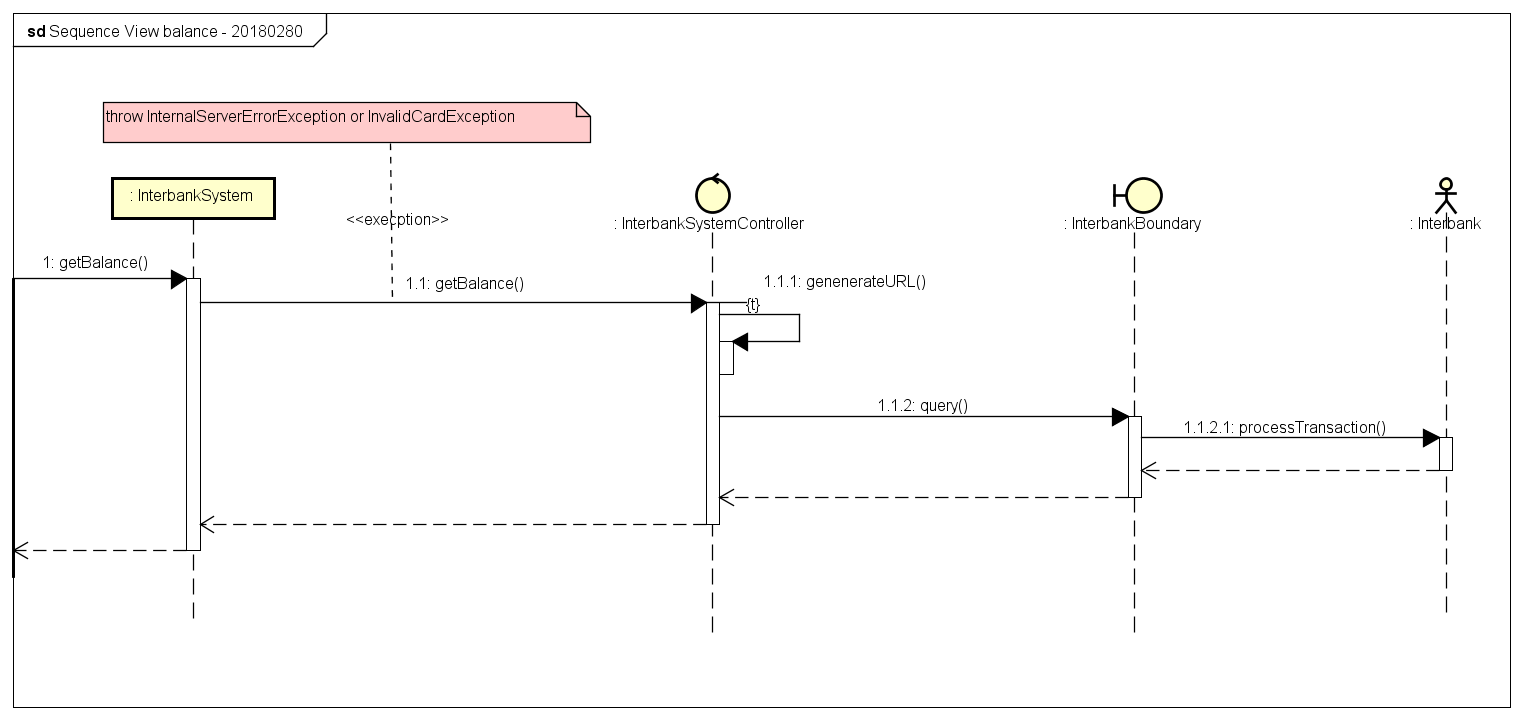 sd Sequence View balance - 20180280
throw InternalServerErrorException or InvalidCardException
: InterbankSystem
<<execption>>
: InterbankSystemController
: InterbankBoundary
: Interbank
1: getBalance()
1.1: getBalance()
1.1.1: genenerateURL()
{t}
1.1.2: query()
1.1.2.1: processTransaction()